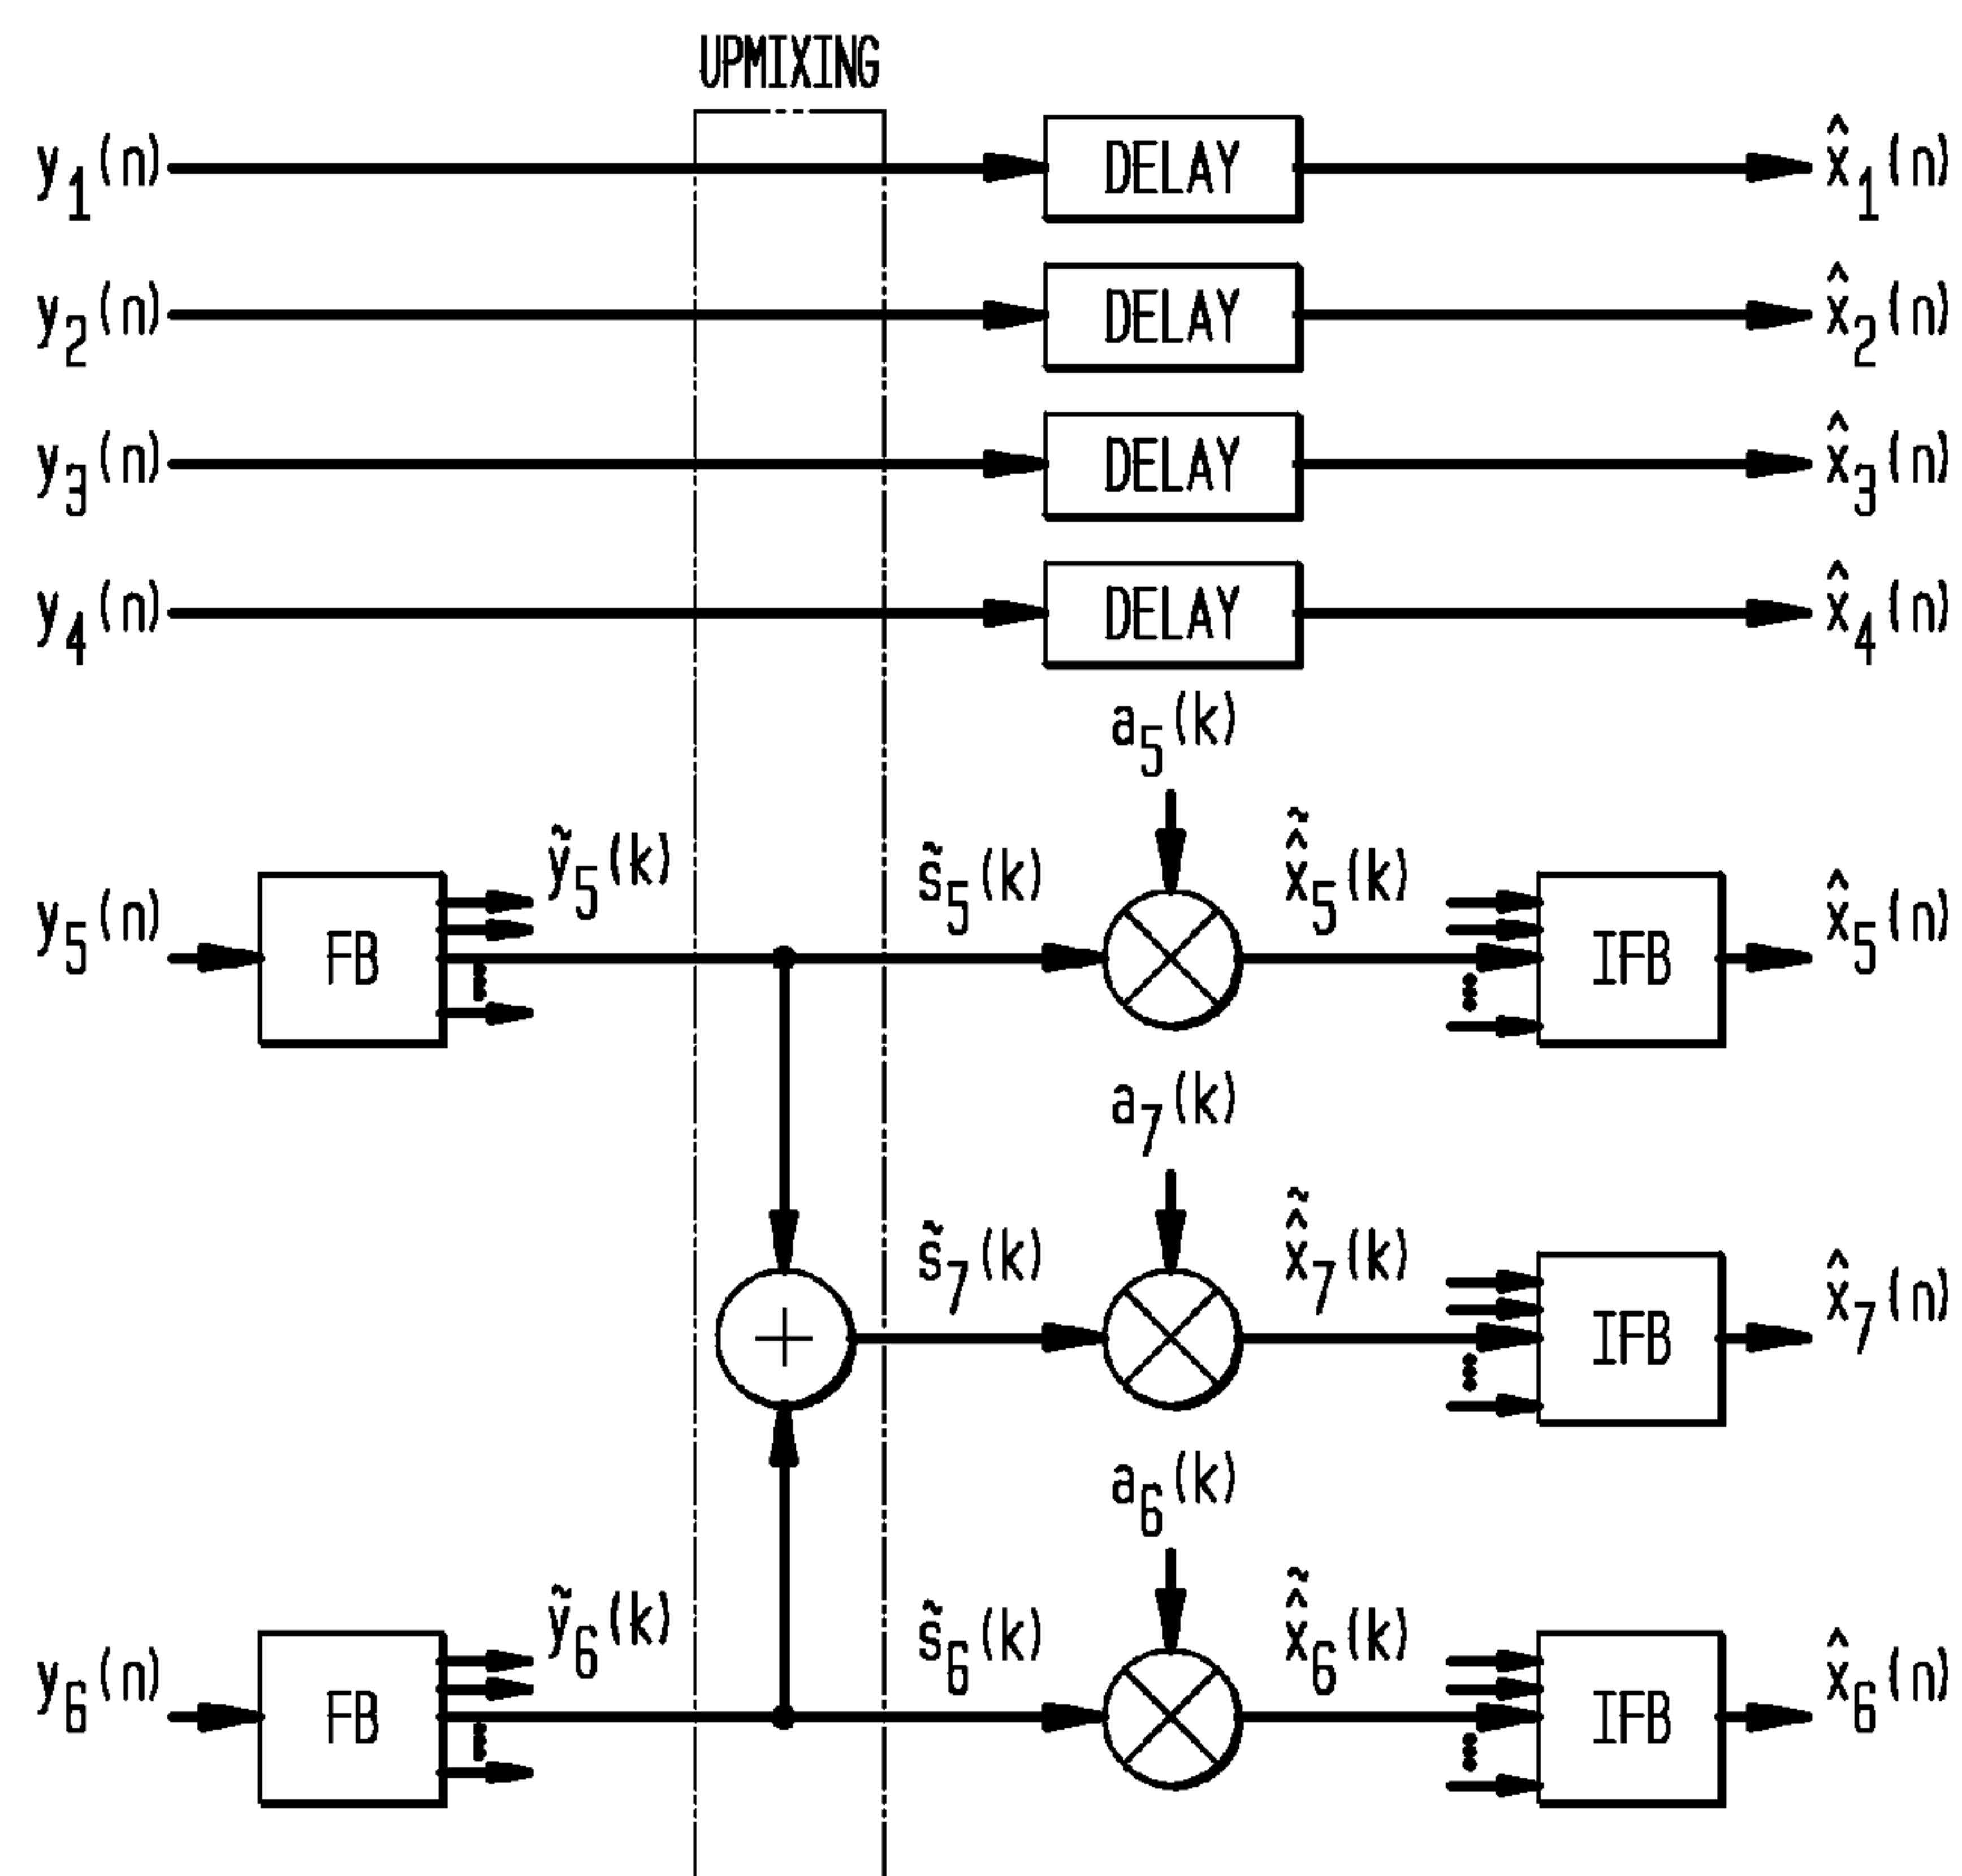 UPMIXING
y₁(n) DELAY x̂₁(n)
y₂(n) DELAY x̂₂(n)
y₃(n) DELAY x̂₃(n)
y₄(n) DELAY x̂₄(n)
a₅(k)
ỹ₅(k) s̃₅(k) x̂̃₅(k)
y₅(n) FB IFB x̂₅(n)
a₇(k)
s̃₇(k) x̂̃₇(k)
+ IFB x̂₇(n)
a₆(k)
ỹ₆(k) s̃₆(k) x̂̃₆(k)
y₆(n) FB IFB x̂₆(n)